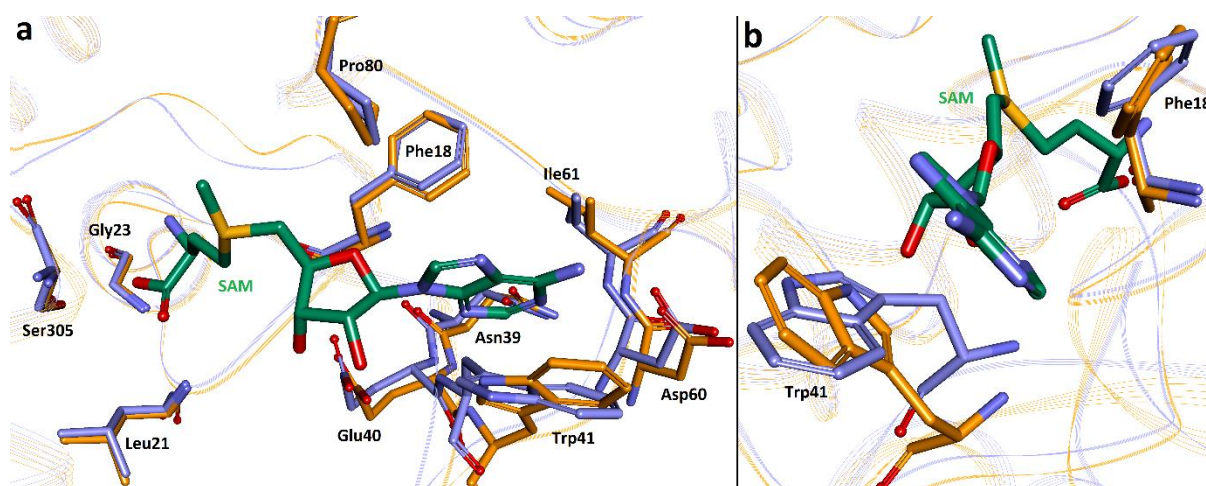 a
Pro80
Phe18
Ile61
Gly23
SAM
Ser305
Asn39
Asp60
Leu21
Glu40
Trp41
b
SAM
Phe18
Trp41